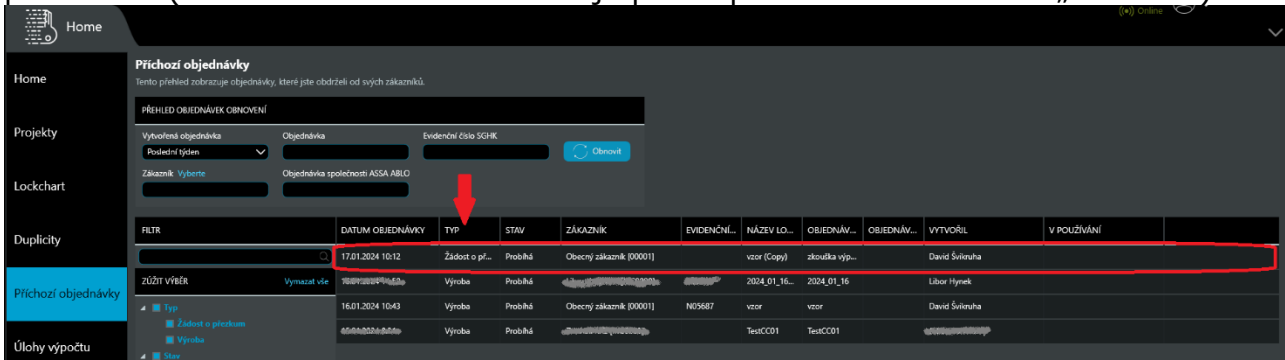 ((●)) Online
Home
Home
Projekty
Lockchart
Duplicity
Příchozí objednávky
Úlohy výpočtu
Příchozí objednávky
Tento přehled zobrazuje objednávky, které jste obdrželi od svých zákazníků.
PŘEHLED OBJEDNÁVEK OBNOVENÍ
Vytvořená objednávka Objednávka Evidenční číslo SGHK
Poslední týden Obnovit
Zákazník Vyberte Objednávka společnosti ASSA ABLO
FILTR DATUM OBJEDNÁVKY TYP STAV ZÁKAZNÍK EVIDENČNÍ... NÁZEV LO... OBJEDNÁV... OBJEDNÁV... VYTVOŘIL V POUŽÍVÁNÍ
17.01.2024 10:12 Žádost o př... Probíhá Obecný zákazník [00001] vzor (Copy) zkouška výp... David Švikruha
ZÚŽIT VÝBĚR Vymazat vše Výroba Probíhá 2024_01_16... 2024_01_16 Libor Hynek
Typ 16.01.2024 10:43 Výroba Probíhá Obecný zákazník [00001] N05687 vzor vzor David Švikruha
Žádost o přezkum
Výroba Výroba Probíhá TestCC01 TestCC01
Stav